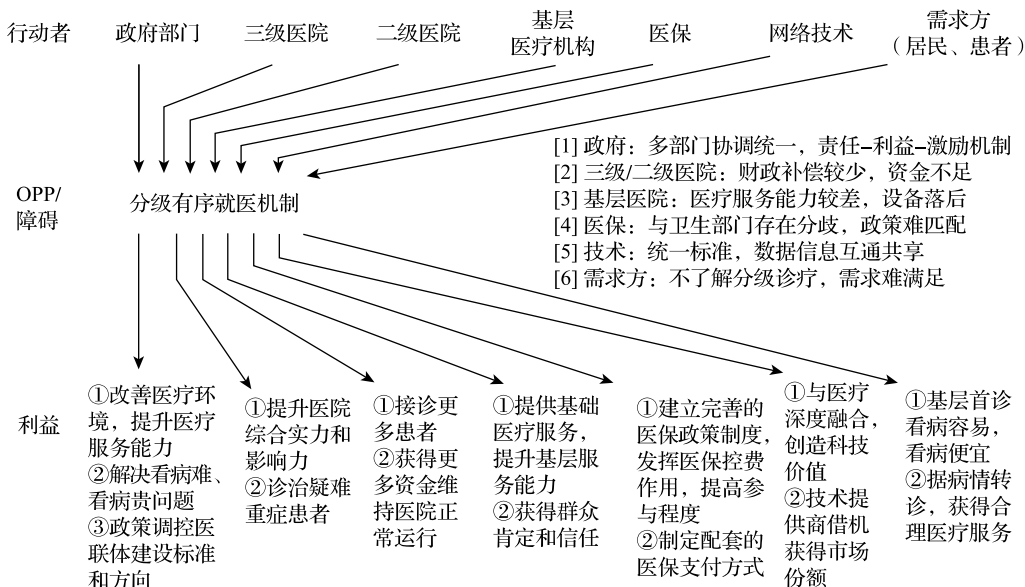 行动者
政府部门
三级医院
二级医院
基层
医疗机构
医保
网络技术
需求方
（居民、患者）
[1] 政府：多部门协调统一，责任–利益–激励机制
[2] 三级/二级医院：财政补偿较少，资金不足
[3] 基层医院：医疗服务能力较差，设备落后
[4] 医保：与卫生部门存在分歧，政策难匹配
[5] 技术：统一标准，数据信息互通共享
[6] 需求方：不了解分级诊疗，需求难满足
OPP/
障碍
分级有序就医机制
利益
①改善医疗环
境，提升医疗
服务能力
②解决看病难、
看病贵问题
③政策调控医
联体建设标准
和方向
①提升医院
综合实力和
影响力
②诊治疑难
重症患者
①接诊更
多患者
②获得更
多资金维
持医院正
常运行
①提供基础
医疗服务，
提升基层服
务能力
②获得群众
肯定和信任
①建立完善的
医保政策制度，
发挥医保控费
作用，提高参
与程度
②制定配套的
医保支付方式
①与医疗
深度融合，
创造科技
价值
②技术提
供商借机
获得市场
份额
①基层首诊
看病容易，
看病便宜
②据病情转
诊，获得合
理医疗服务